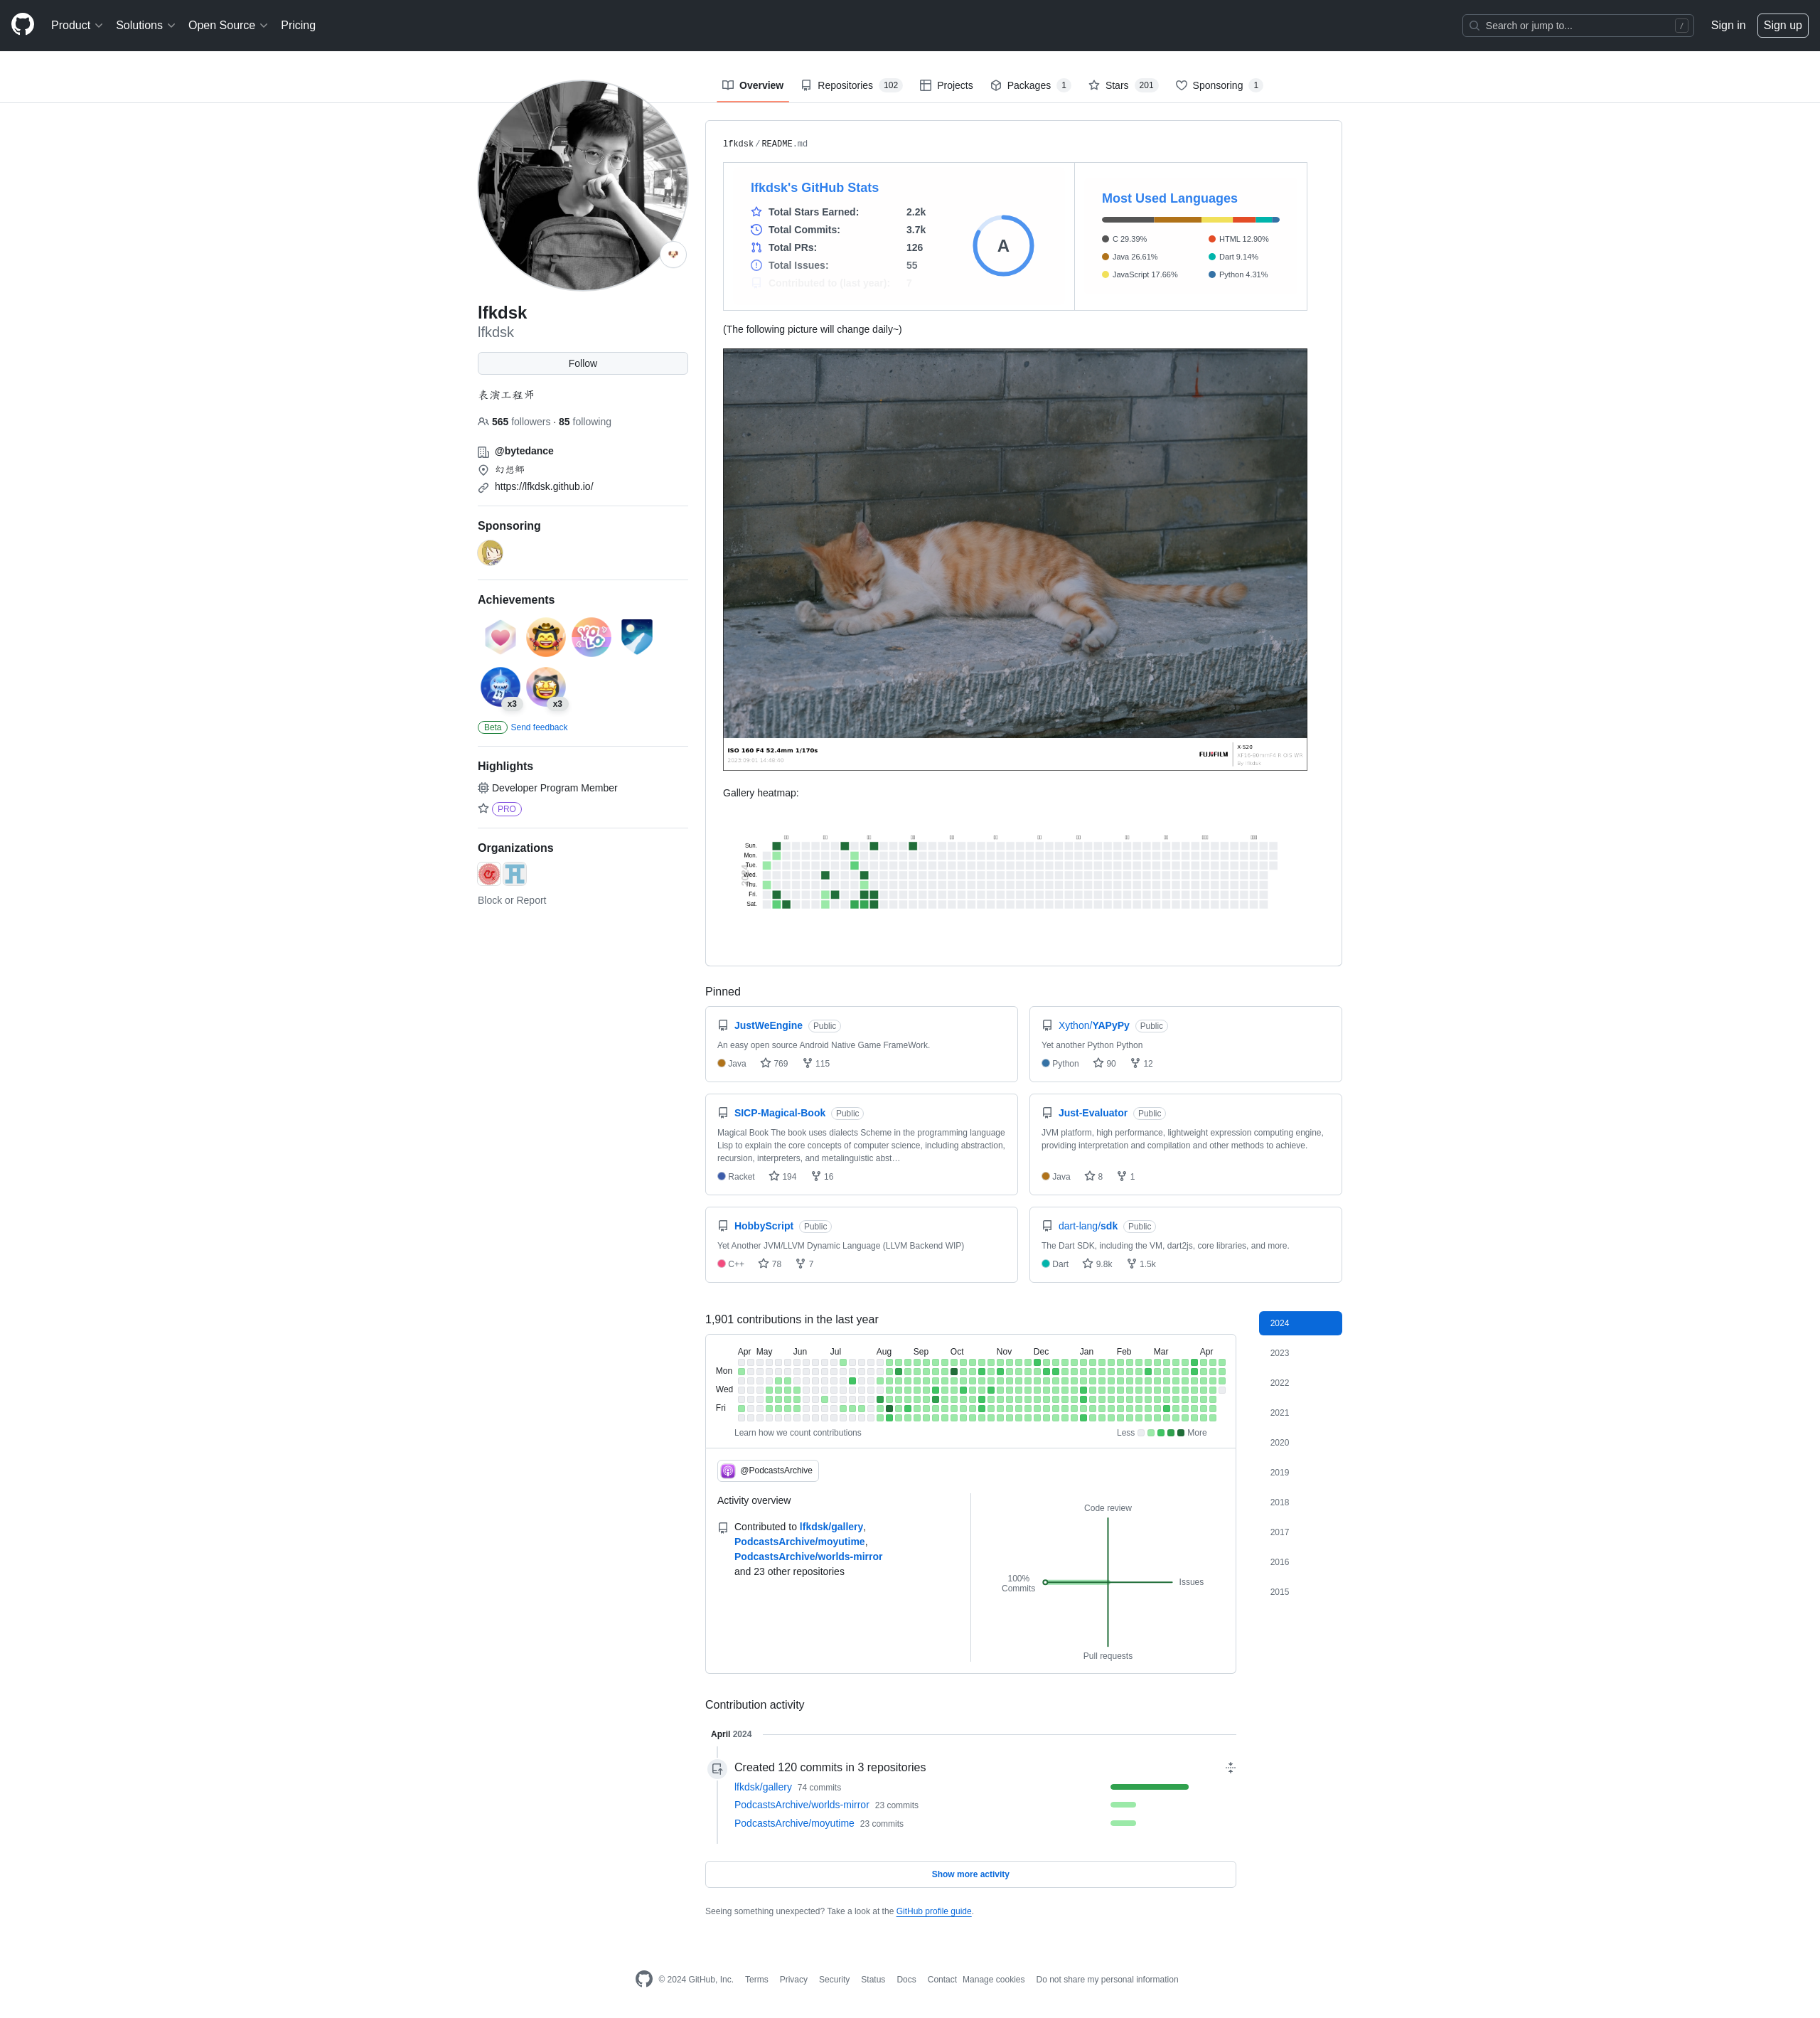 Product
Solutions
Open Source
Pricing
Search or jump to...
/
Sign in
Sign up
Overview
Repositories 102
Projects
Packages 1
Stars 201
Sponsoring 1
lfkdsk
lfkdsk
Follow
表演工程师
565 followers · 85 following
@bytedance
幻想鄉
https://lfkdsk.github.io/
Sponsoring
Achievements
YOLO
x3
x3
Beta Send feedback
Highlights
Developer Program Member
PRO
Organizations
Block or Report
lfkdsk / README.md
lfkdsk's GitHub Stats
Total Stars Earned: 2.2k
Total Commits: 3.7k
Total PRs: 126
Total Issues: 55
Contributed to (last year): 7
A
Most Used Languages
C 29.39%
Java 26.61%
JavaScript 17.66%
HTML 12.90%
Dart 9.14%
Python 4.31%
(The following picture will change daily~)
ISO 160 F4 52.4mm 1/170s
FUJIFILM
X-S20
Gallery heatmap:
Sun.
Mon.
Tue.
Wed.
Thu.
Fri.
Sat.
Pinned
JustWeEngine Public
An easy open source Android Native Game FrameWork.
Java 769 115
Xython/YAPyPy Public
Yet another Python Python
Python 90 12
SICP-Magical-Book Public
Magical Book The book uses dialects Scheme in the programming language
Lisp to explain the core concepts of computer science, including abstraction,
recursion, interpreters, and metalinguistic abst…
Racket 194 16
Just-Evaluator Public
JVM platform, high performance, lightweight expression computing engine,
providing interpretation and compilation and other methods to achieve.
Java 8 1
HobbyScript Public
Yet Another JVM/LLVM Dynamic Language (LLVM Backend WIP)
C++ 78 7
dart-lang/sdk Public
The Dart SDK, including the VM, dart2js, core libraries, and more.
Dart 9.8k 1.5k
1,901 contributions in the last year
Apr May Jun Jul Aug Sep Oct Nov Dec Jan Feb Mar Apr
Mon
Wed
Fri
Learn how we count contributions
Less More
2024
2023
2022
2021
2020
2019
2018
2017
2016
2015
@PodcastsArchive
Activity overview
Contributed to lfkdsk/gallery,
PodcastsArchive/moyutime,
PodcastsArchive/worlds-mirror
and 23 other repositories
Code review
100%
Commits
Issues
Pull requests
Contribution activity
April 2024
Created 120 commits in 3 repositories
lfkdsk/gallery 74 commits
PodcastsArchive/worlds-mirror 23 commits
PodcastsArchive/moyutime 23 commits
Show more activity
Seeing something unexpected? Take a look at the GitHub profile guide.
© 2024 GitHub, Inc.
Terms
Privacy
Security
Status
Docs
Contact
Manage cookies
Do not share my personal information